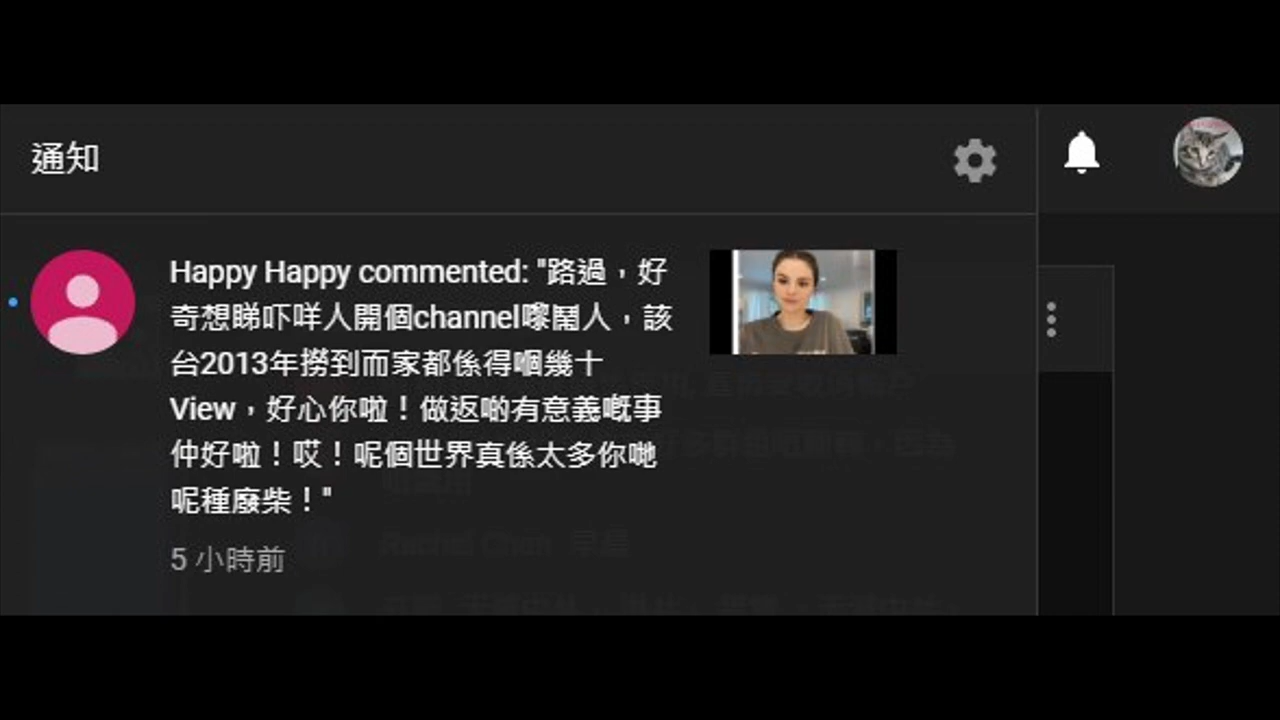 通知
Happy Happy commented: "路過，好
奇想睇吓咩人開個channel嚟鬧人，該
台2013年撈到而家都係得嗰幾十
View，好心你啦！做返啲有意義嘅事
仲好啦！哎！呢個世界真係太多你哋
呢種廢柴！"
5 小時前